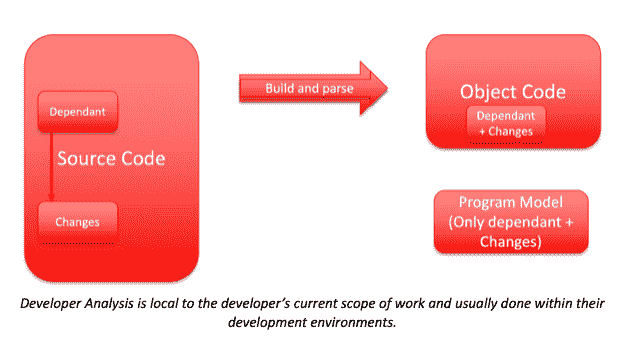 Dependant
Source Code
Changes
Build and parse
Object Code
Dependant
+ Changes
Program Model
(Only dependant +
Changes)
Developer Analysis is local to the developer’s current scope of work and usually done within their
development environments.